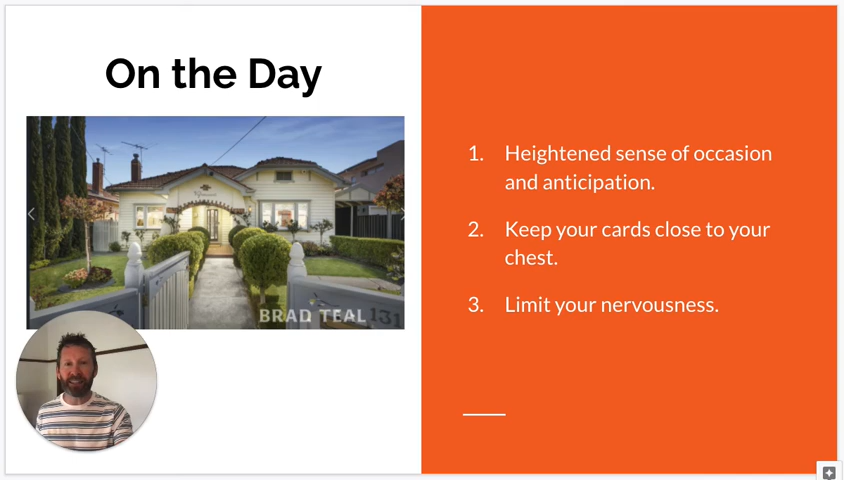 On the Day
BRAD TEAL 131
1. Heightened sense of occasion
and anticipation.
2. Keep your cards close to your
chest.
3. Limit your nervousness.